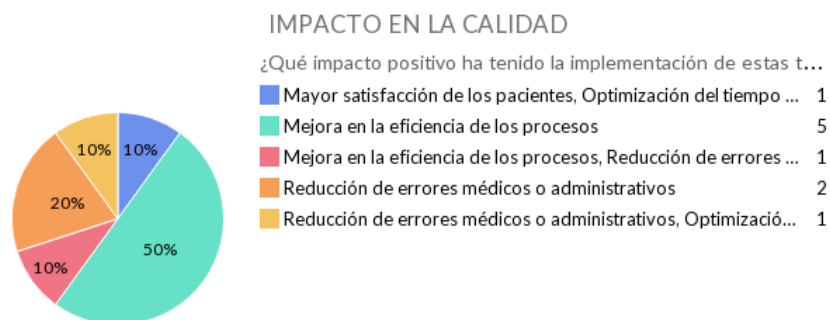 IMPACTO EN LA CALIDAD
¿Qué impacto positivo ha tenido la implementación de estas t...
Mayor satisfacción de los pacientes, Optimización del tiempo ... 1
Mejora en la eficiencia de los procesos 5
Mejora en la eficiencia de los procesos, Reducción de errores ... 1
Reducción de errores médicos o administrativos 2
Reducción de errores médicos o administrativos, Optimizació... 1
10% 10%
20%
50%
10%